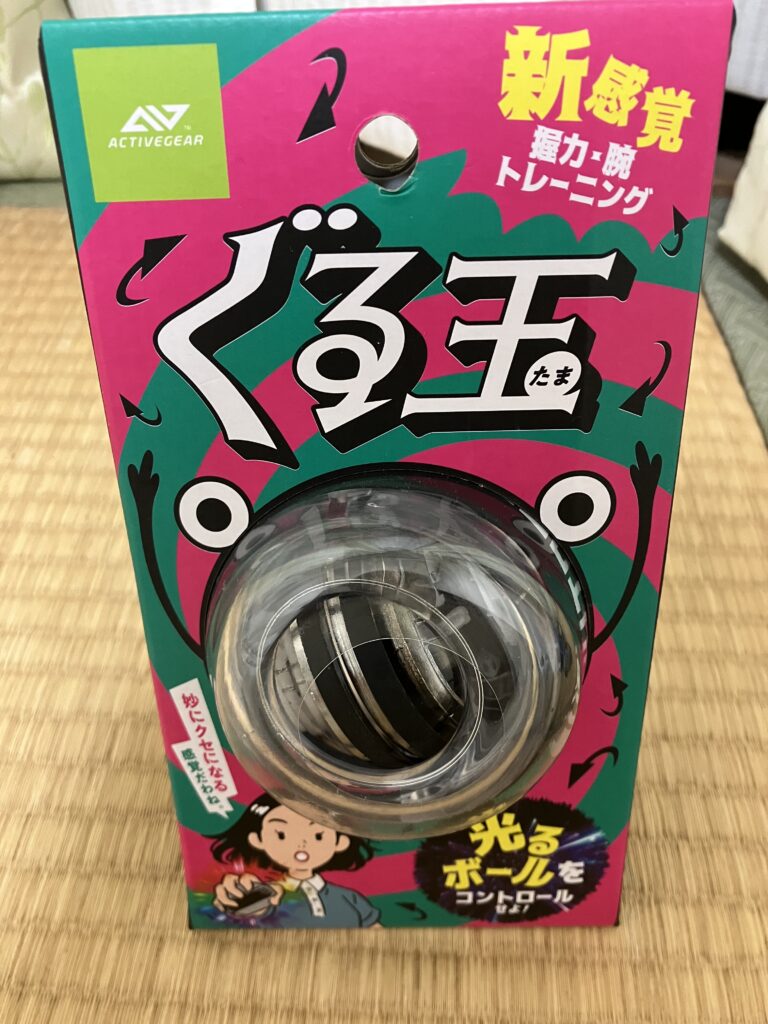 ACTIVEGEAR
TM
新感覚
握力・腕
トレーニング
ぐる玉
たま
妙にクセになる
感覚だわね。
光る
ボールを
コントロール
せよ!